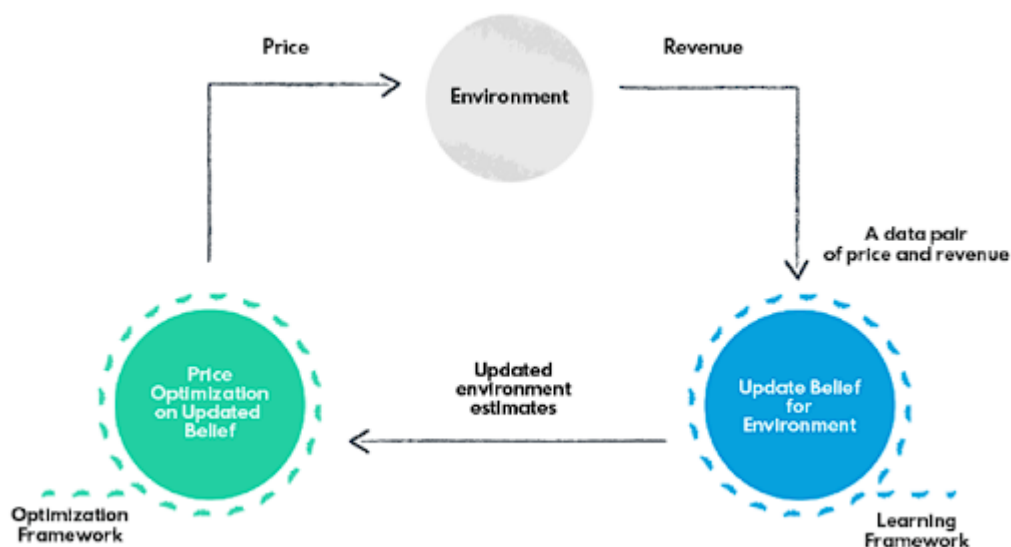 Price
Revenue
Environment
A data pair
of price and revenue
Price
Optimization
on Updated
Belief
Updated
environment
estimates
Update Belief
for
Environment
Optimization
Framework
Learning
Framework